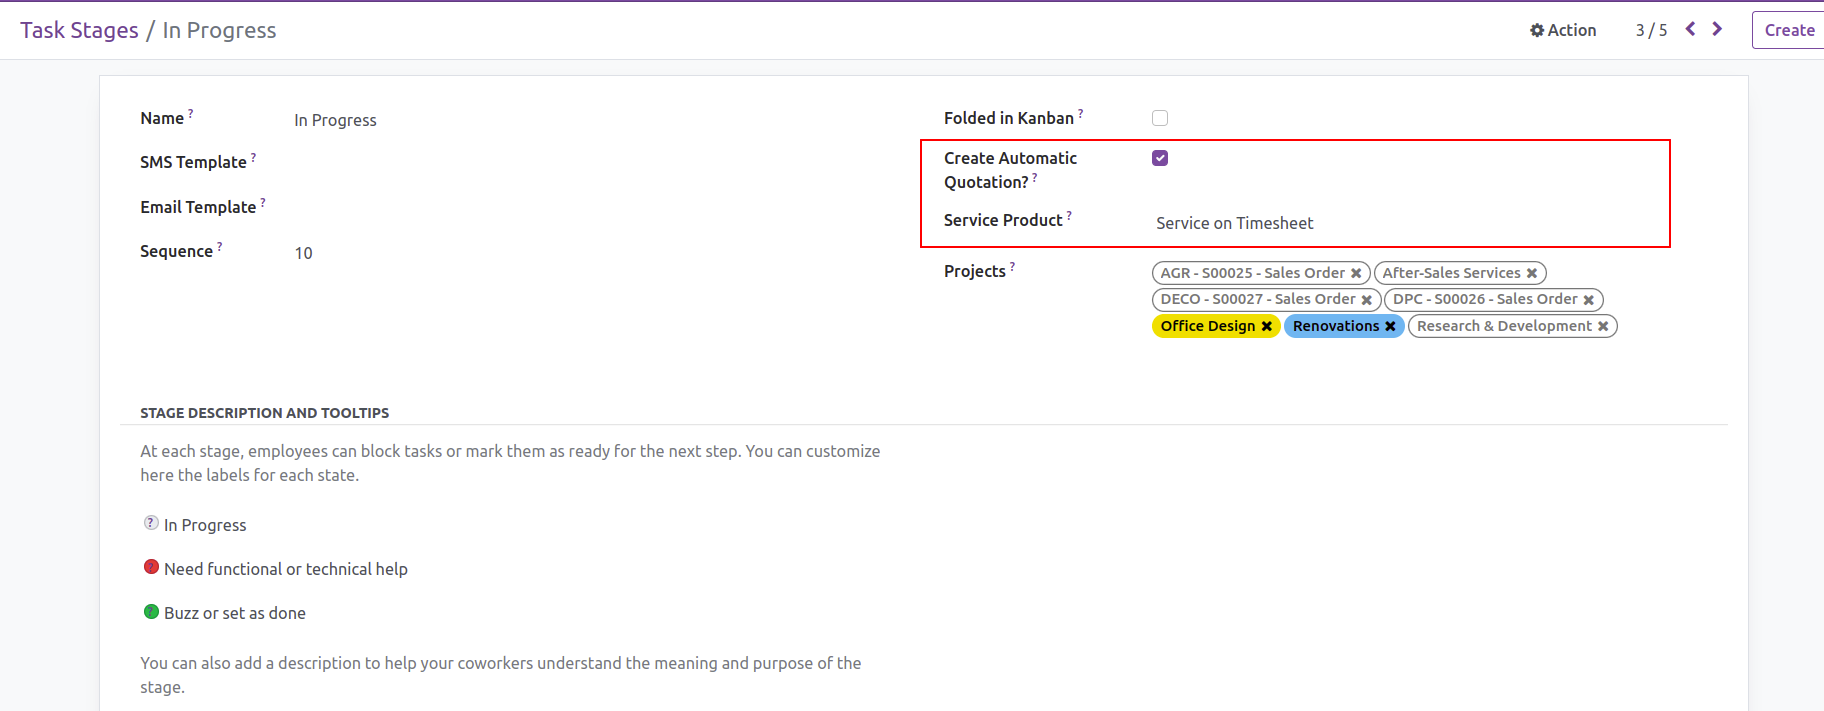 Task Stages / In Progress
Action 3 / 5 Create
Name ? In Progress
SMS Template ?
Email Template ?
Sequence ? 10
Folded in Kanban ?
Create Automatic
Quotation? ?
Service Product ? Service on Timesheet
Projects ? AGR - S00025 - Sales Order ✖ After-Sales Services ✖
DECO - S00027 - Sales Order ✖ DPC - S00026 - Sales Order ✖
Office Design ✖ Renovations ✖ Research & Development ✖
STAGE DESCRIPTION AND TOOLTIPS
At each stage, employees can block tasks or mark them as ready for the next step. You can customize
here the labels for each state.
? In Progress
? Need functional or technical help
? Buzz or set as done
You can also add a description to help your coworkers understand the meaning and purpose of the
stage.